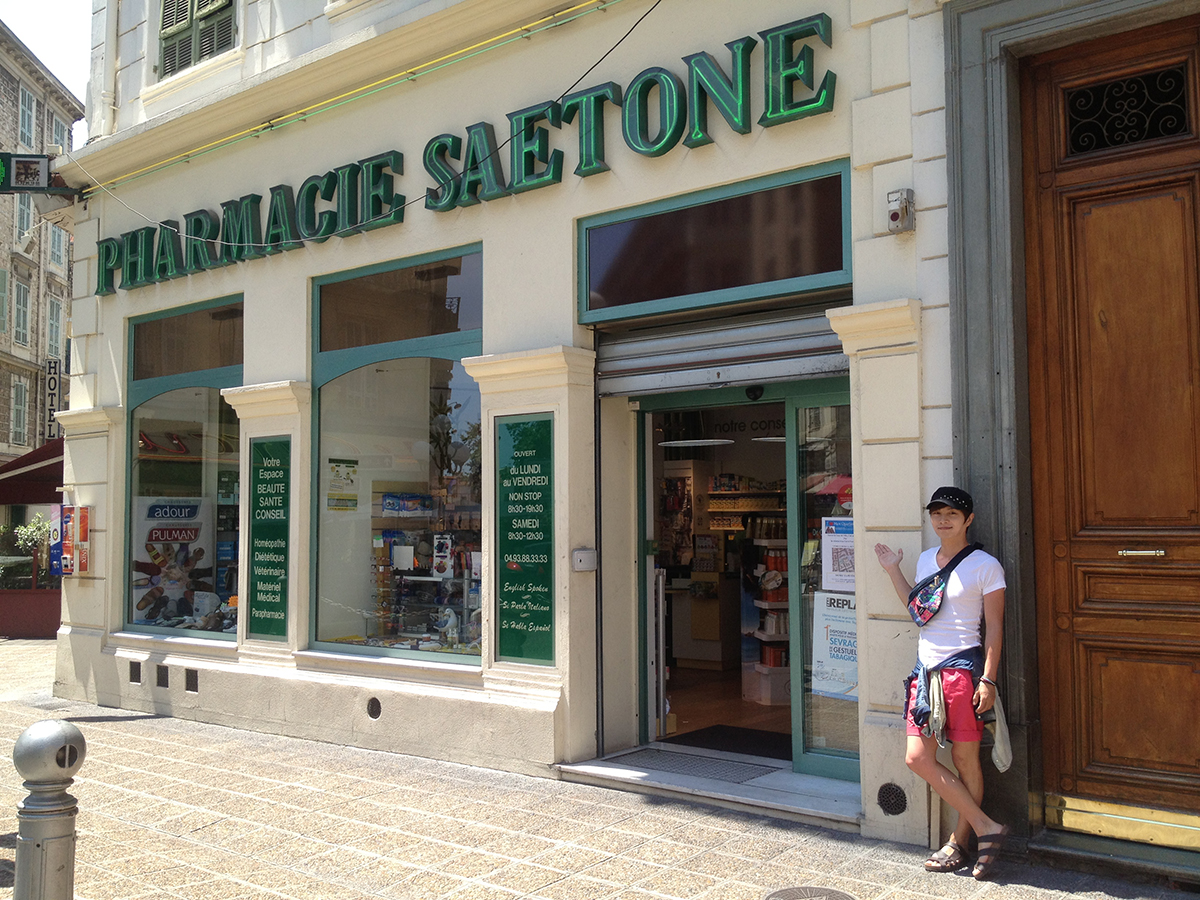 PHARMACIE SAETONE
HOTEL
adour
PULMAN
Votre
Espace
BEAUTE
SANTE
CONSEIL
Homéopathie
Diététique
Vétérinaire
Matériel
Médical
Parapharmacie
OUVERT
du LUNDI
au VENDREDI
NON STOP
8h30-19h30
SAMEDI
8h30-12h30
04.93.88.33.33
English Spoken
Si Parla Italiano
Se Habla Español
notre conse
REPLA
SEVRAG
GESTUEL
TABAGIQUE